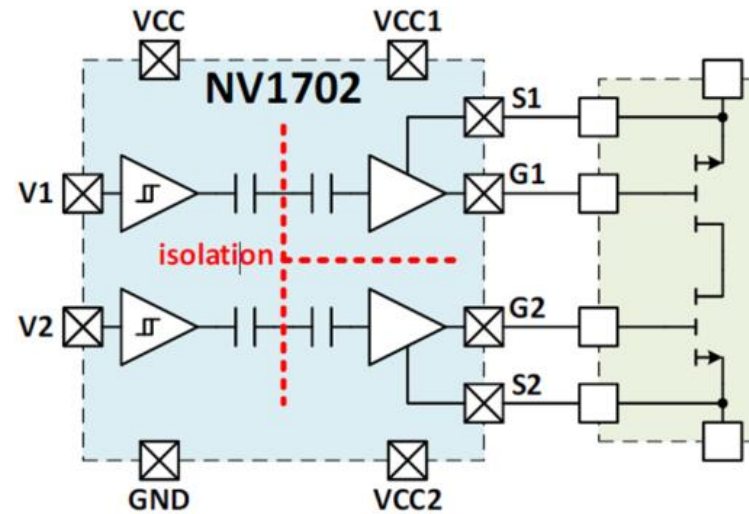 VCC
VCC1
NV1702
S1
V1
G1
isolation
V2
G2
S2
GND
VCC2